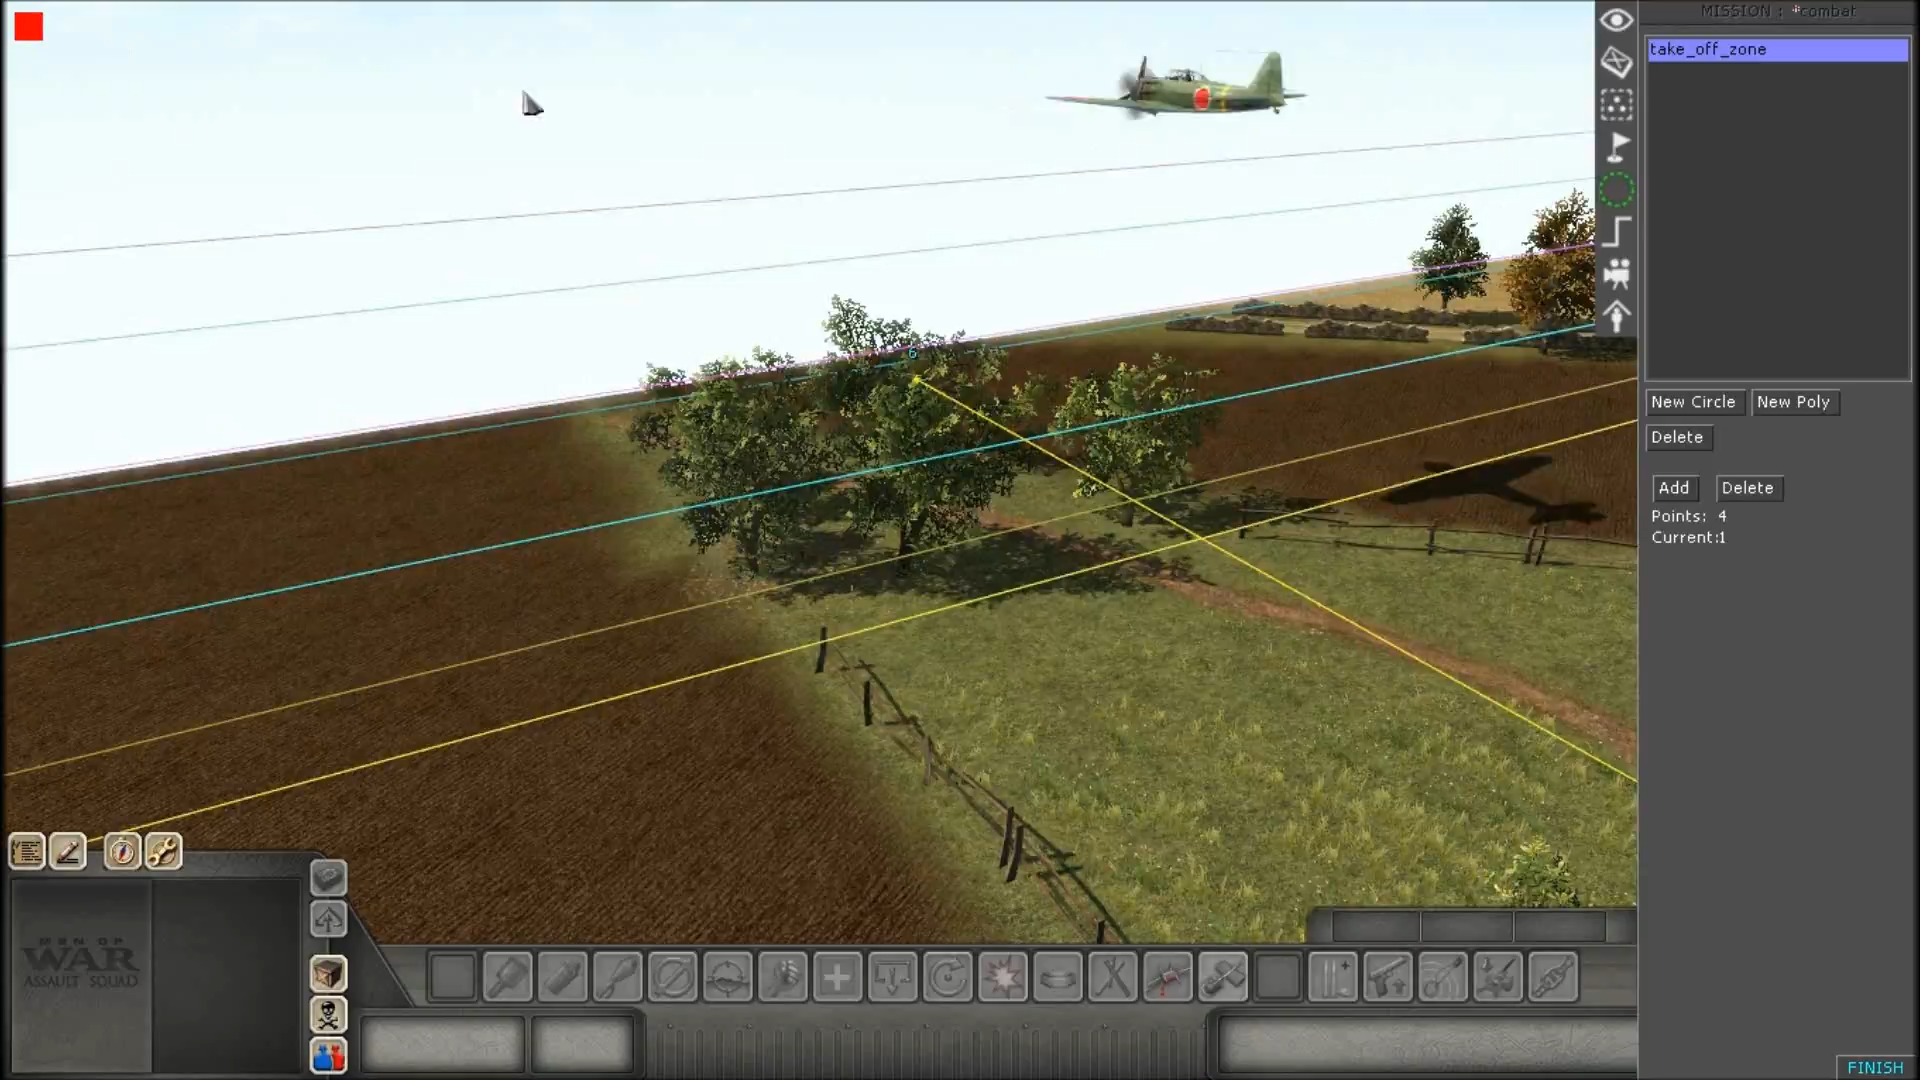 MISSION : *combat
take_off_zone
New Circle New Poly
Delete
Add Delete
Points: 4
Current:1
6
MEN OF
WAR
ASSAULT SQUAD
FINISH